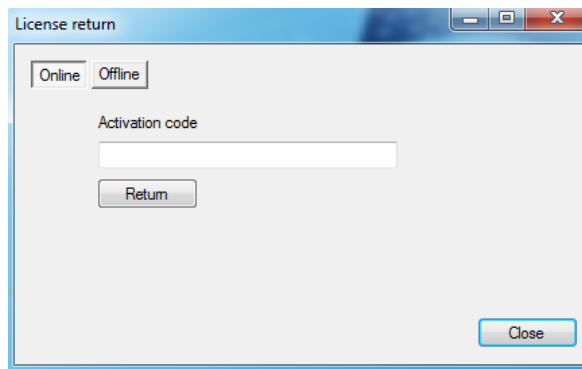 License return
Online Offline
Activation code
Return
Close